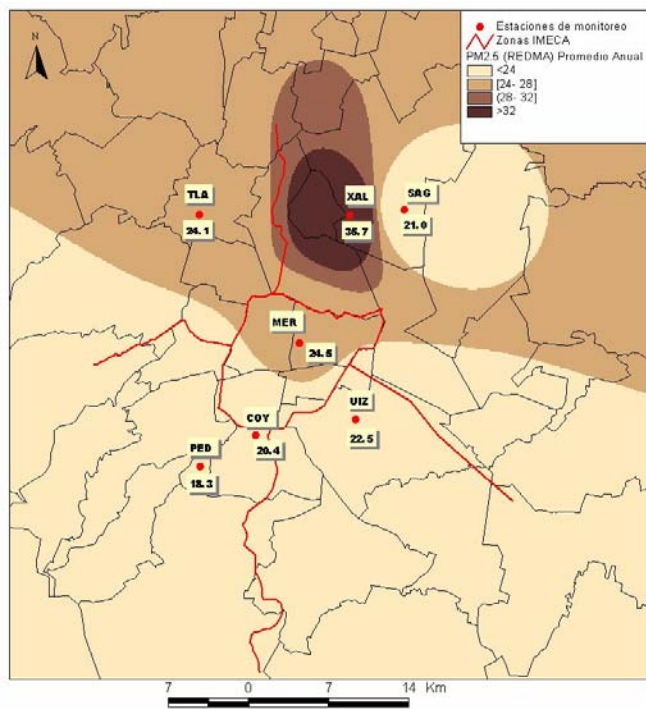 N
Estaciones de monitoreo
Zonas IMECA
PM2.5 (REDMA) Promedio Anual
<24
[24- 28]
(28- 32]
>32
TLA
24.1
XAL
35.7
SAG
21.0
MER
24.5
UIZ
22.5
COY
20.4
PED
18.3
7 0 7 14 Km